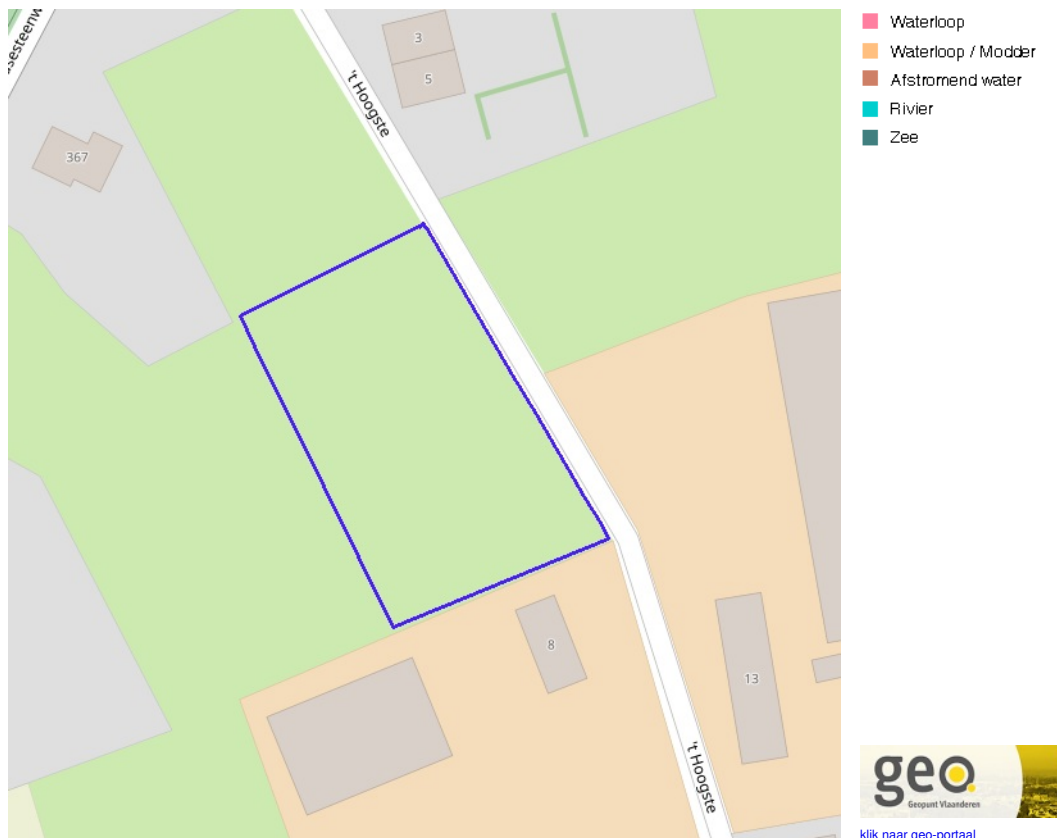 't Hoogste
3
5
367
8
13
't Hoogste
Waterloop
Waterloop / Modder
Afstromend water
Rivier
Zee
geo.
Geopunt Vlaanderen
klik naar geo-portaal